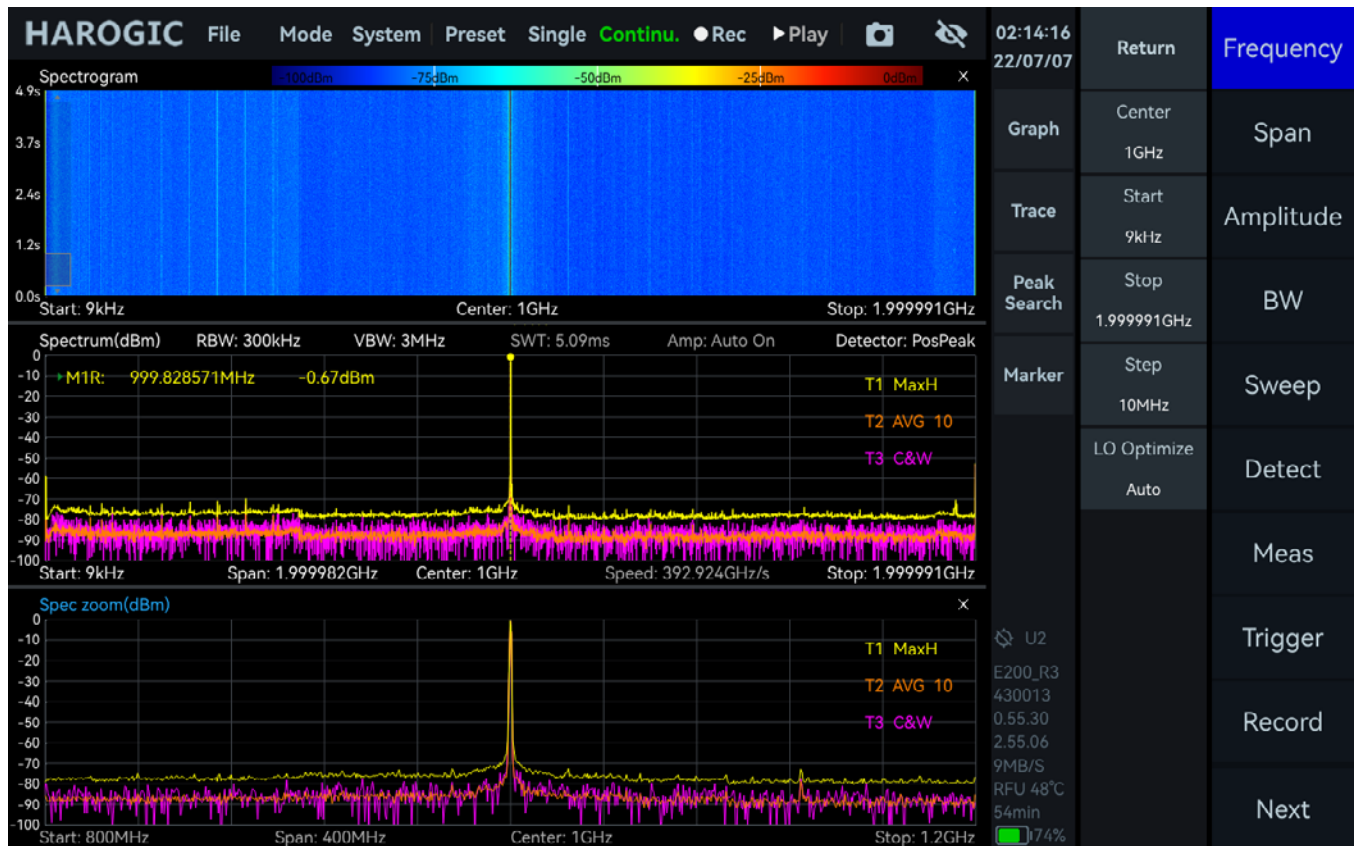 HAROGIC File Mode System Preset Single Continu. Rec Play
02:14:16
22/07/07
Spectrogram -100dBm -75dBm -50dBm -25dBm 0dBm X
4.9s
3.7s
2.4s
1.2s
0.0s
Start: 9kHz Center: 1GHz Stop: 1.999991GHz
Spectrum(dBm) RBW: 300kHz VBW: 3MHz SWT: 5.09ms Amp: Auto On Detector: PosPeak
0
-10
-20
-30
-40
-50
-60
-70
-80
-90
-100
M1R: 999.828571MHz -0.67dBm
T1 MaxH
T2 AVG 10
T3 C&W
Start: 9kHz Span: 1.999982GHz Center: 1GHz Speed: 392.924GHz/s Stop: 1.999991GHz
Spec zoom(dBm) X
0
-10
-20
-30
-40
-50
-60
-70
-80
-90
-100
T1 MaxH
T2 AVG 10
T3 C&W
Start: 800MHz Span: 400MHz Center: 1GHz Stop: 1.2GHz
Graph
Trace
Peak
Search
Marker
U2
E200_R3
430013
0.55.30
2.55.06
9MB/S
RFU 48℃
54min
74%
Return
Center
1GHz
Start
9kHz
Stop
1.999991GHz
Step
10MHz
LO Optimize
Auto
Frequency
Span
Amplitude
BW
Sweep
Detect
Meas
Trigger
Record
Next